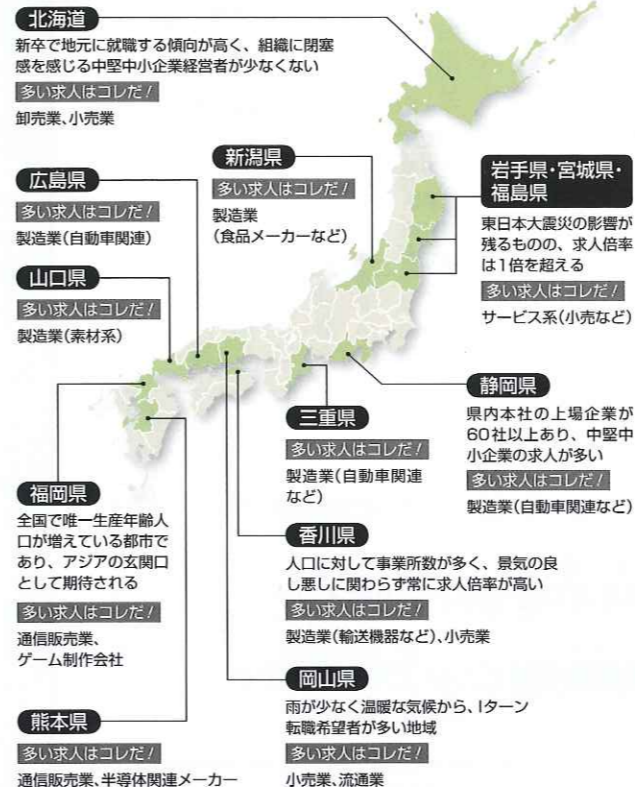 北海道
新卒で地元に就職する傾向が高く、組織に閉塞
感を感じる中堅中小企業経営者が少なくない
多い求人はコレだ!
卸売業、小売業
新潟県
多い求人はコレだ!
製造業
(食品メーカーなど)
岩手県・宮城県・
福島県
東日本大震災の影響が
残るものの、求人倍率
は1倍を超える
多い求人はコレだ!
サービス系(小売など)
広島県
多い求人はコレだ!
製造業(自動車関連)
山口県
多い求人はコレだ!
製造業(素材系)
静岡県
県内本社の上場企業が
60社以上あり、中堅中
小企業の求人が多い
多い求人はコレだ!
製造業(自動車関連など)
三重県
多い求人はコレだ!
製造業(自動車関連
など)
福岡県
全国で唯一生産年齢人
口が増えている都市で
あり、アジアの玄関口
として期待される
多い求人はコレだ!
通信販売業、
ゲーム制作会社
香川県
人口に対して事業所数が多く、景気の良
し悪しに関わらず常に求人倍率が高い
多い求人はコレだ!
製造業(輸送機器など)、小売業
岡山県
雨が少なく温暖な気候から、Iターン
転職希望者が多い地域
多い求人はコレだ!
小売業、流通業
熊本県
多い求人はコレだ!
通信販売業、半導体関連メーカー